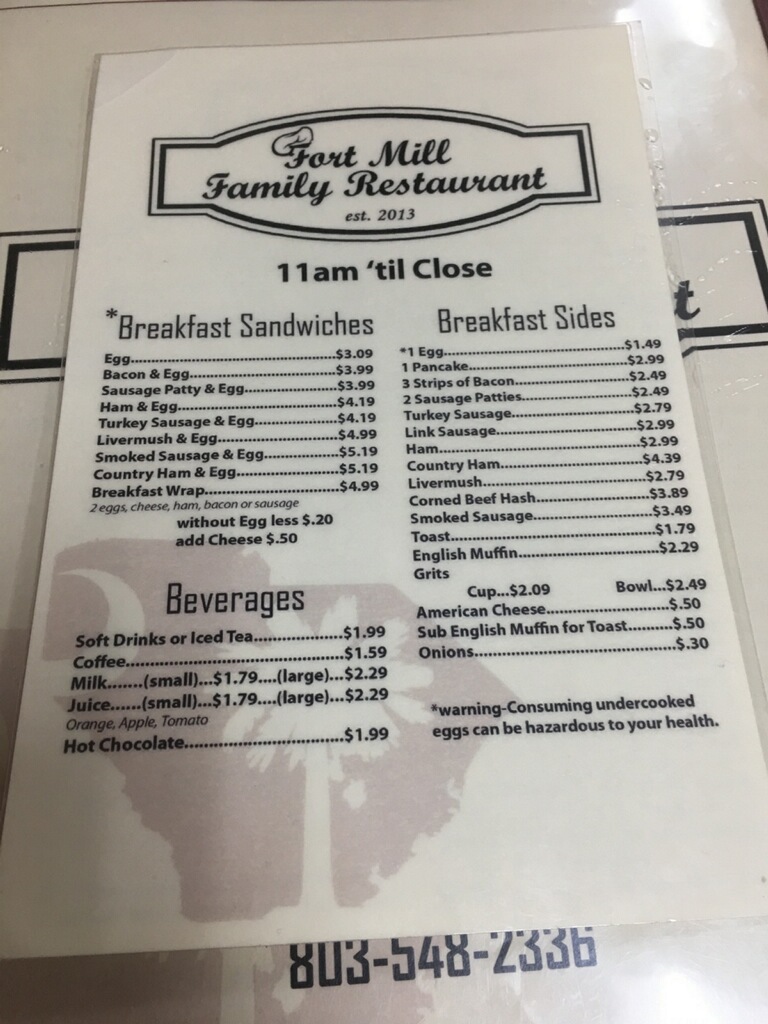 Fort Mill
Family Restaurant
est. 2013
11am ‘til Close
*Breakfast Sandwiches
Egg...................................................$3.09
Bacon & Egg....................................$3.99
Sausage Patty & Egg.......................$3.99
Ham & Egg.......................................$4.19
Turkey Sausage & Egg....................$4.19
Livermush & Egg.............................$4.99
Smoked Sausage & Egg..................$5.19
Country Ham & Egg........................$5.19
Breakfast Wrap................................$4.99
2 eggs, cheese, ham, bacon or sausage
without Egg less $.20
add Cheese $.50
Beverages
Soft Drinks or Iced Tea..................$1.99
Coffee.............................................$1.59
Milk.......(small)...$1.79....(large)...$2.29
Juice......(small)...$1.79....(large)...$2.29
Orange, Apple, Tomato
Hot Chocolate................................$1.99
Breakfast Sides
*1 Egg.............................................$1.49
1 Pancake.......................................$2.99
3 Strips of Bacon............................$2.49
2 Sausage Patties...........................$2.49
Turkey Sausage..............................$2.79
Link Sausage..................................$2.99
Ham.................................................$2.99
Country Ham..................................$4.39
Livermush.......................................$2.79
Corned Beef Hash..........................$3.89
Smoked Sausage............................$3.49
Toast................................................$1.79
English Muffin................................$2.29
Grits
Cup...$2.09 Bowl...$2.49
American Cheese...........................$.50
Sub English Muffin for Toast..........$.50
Onions.............................................$.30
*warning-Consuming undercooked
eggs can be hazardous to your health.
t
803-548-2336